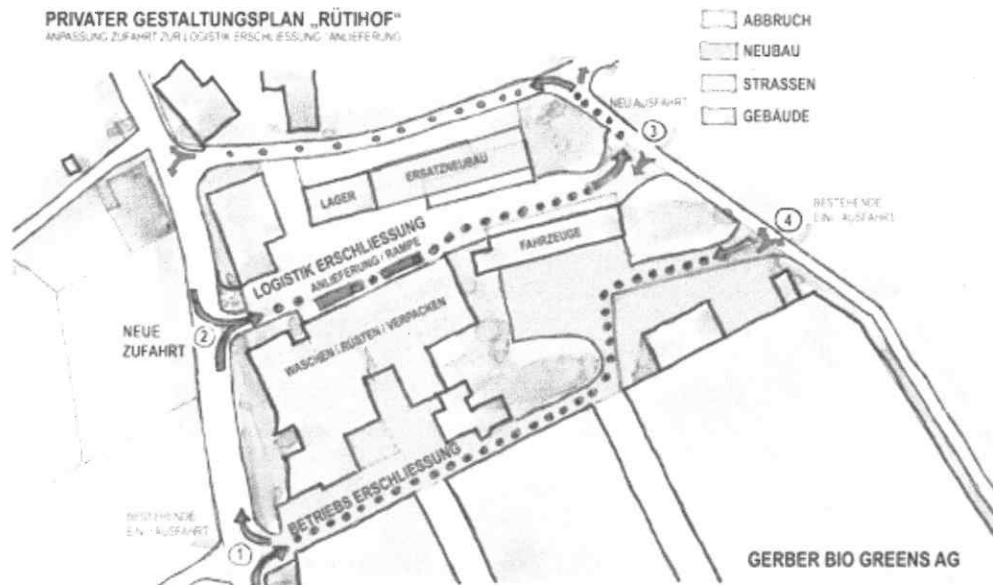 PRIVATER GESTALTUNGSPLAN „RÜTIHOF“
ANPASSUNG ZUFAHRT ZUR LOGISTIK ERSCHLIESSUNG / ANLIEFERUNG
ABBRUCH
NEUBAU
STRASSEN
GEBÄUDE
NEU AUSFAHRT
3
ERSATZNEUBAU
LAGER
BESTEHENDE
EIN- / AUSFAHRT
4
FAHRZEUGE
LOGISTIK ERSCHLIESSUNG
ANLIEFERUNG / RAMPE
NEUE
ZUFAHRT
2
WASCHEN / RÜSTEN / VERPACKEN
BETRIEBS ERSCHLIESSUNG
BESTEHENDE
EIN- / AUSFAHRT
1
GERBER BIO GREENS AG